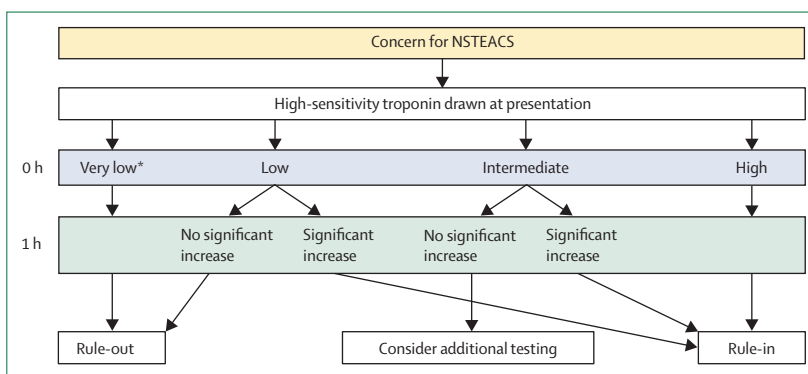 Concern for NSTEACS
High-sensitivity troponin drawn at presentation
0 h
Very low*
Low
Intermediate
High
1 h
No significant
increase
Significant
increase
No significant
increase
Significant
increase
Rule-out
Consider additional testing
Rule-in